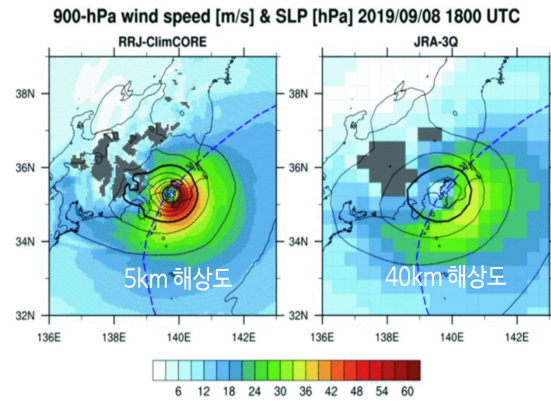 900-hPa wind speed [m/s] & SLP [hPa] 2019/09/08 1800 UTC
RRJ-ClimCORE
JRA-3Q
38N
36N
34N
32N
136E 138E 140E 142E
38N
36N
34N
32N
136E 138E 140E 142E
5km 해상도
40km 해상도
6 12 18 24 30 36 42 48 54 60